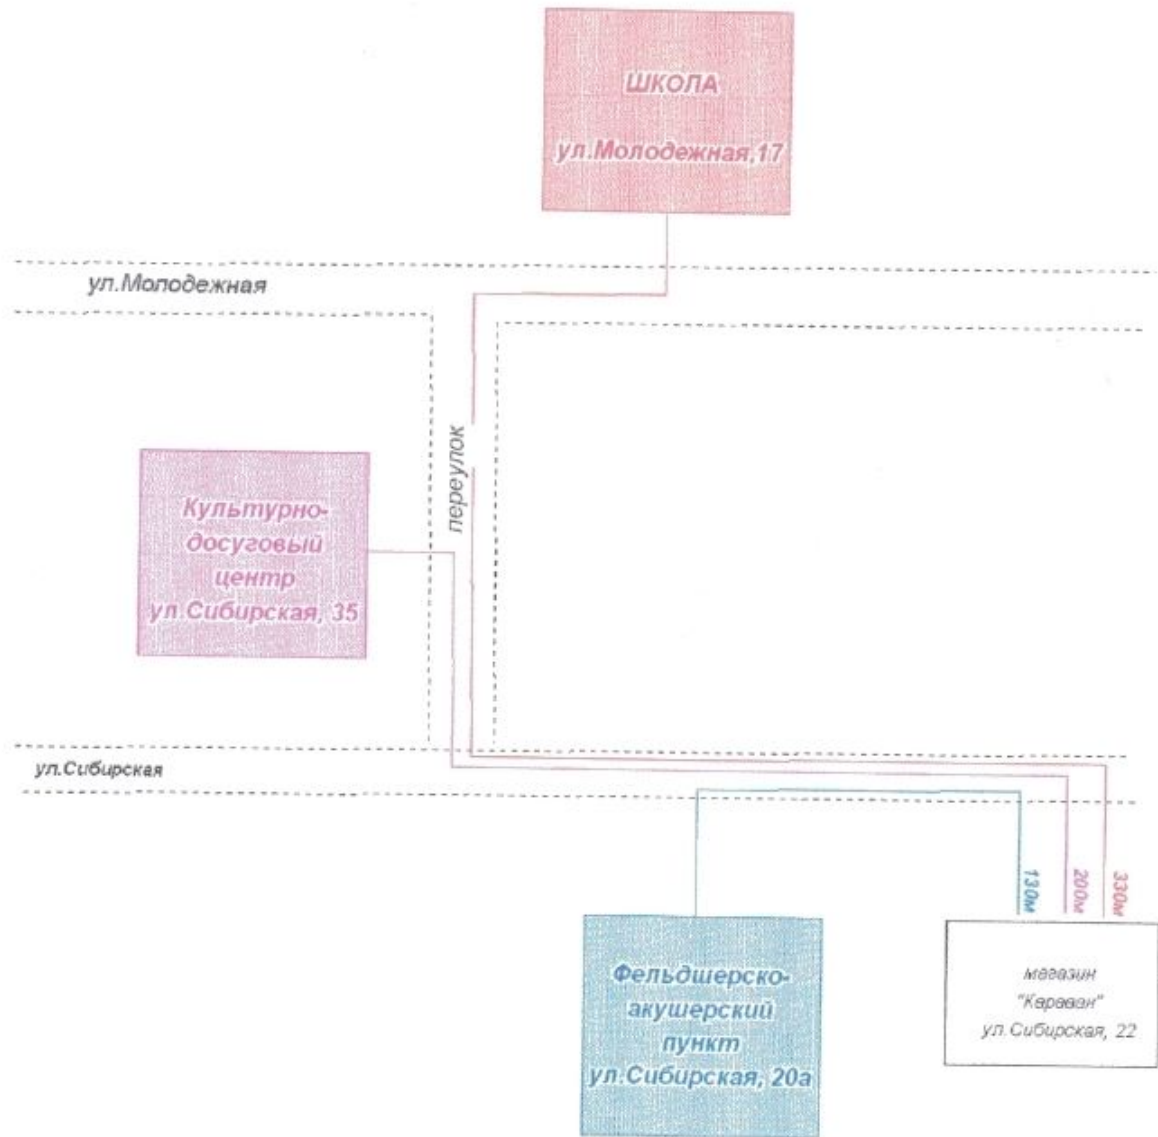 ШКОЛА
ул.Молодежная,17
ул.Молодежная
переулок
Культурно-
досуговый
центр
ул.Сибирская, 35
ул.Сибирская
130м
200м
330м
Фельдшерско-
акушерский
пункт
ул.Сибирская, 20а
магазин
"Караван"
ул.Сибирская, 22